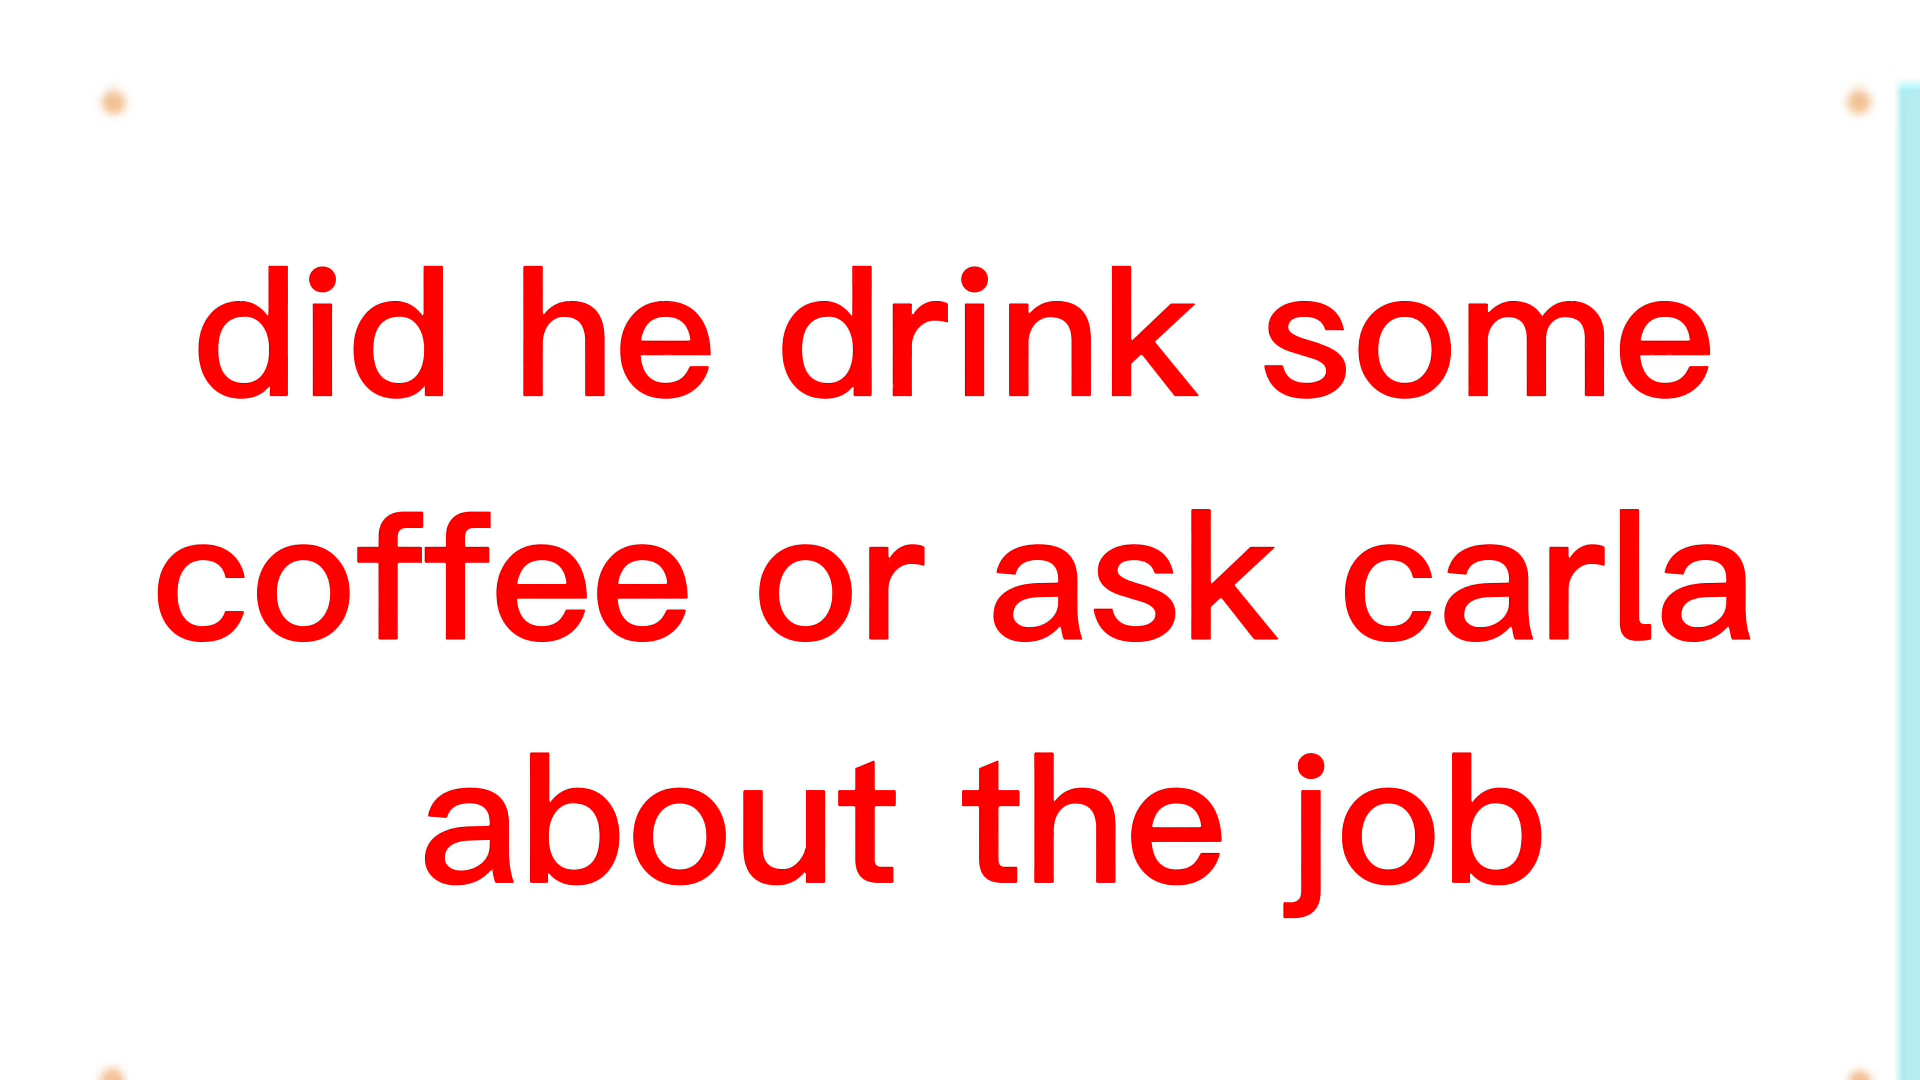 did he drink some
coffee or ask carla
about the job